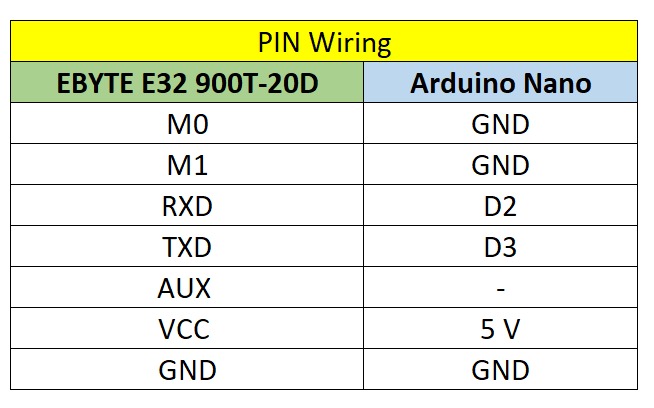 PIN Wiring
EBYTE E32 900T-20D Arduino Nano
M0 GND
M1 GND
RXD D2
TXD D3
AUX -
VCC 5 V
GND GND